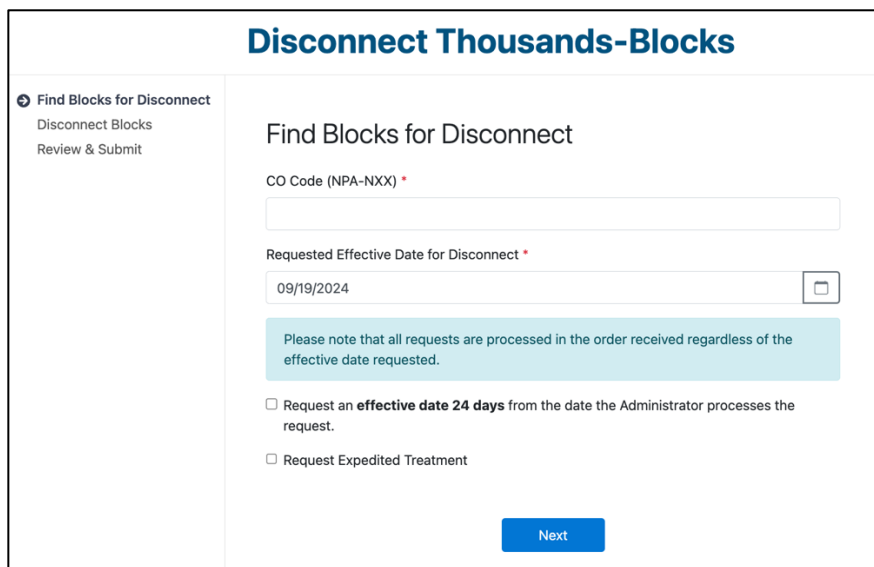 Disconnect Thousands-Blocks
Find Blocks for Disconnect
Disconnect Blocks
Review & Submit
Find Blocks for Disconnect
CO Code (NPA-NXX) *
Requested Effective Date for Disconnect *
09/19/2024
Please note that all requests are processed in the order received regardless of the
effective date requested.
Request an effective date 24 days from the date the Administrator processes the
request.
Request Expedited Treatment
Next